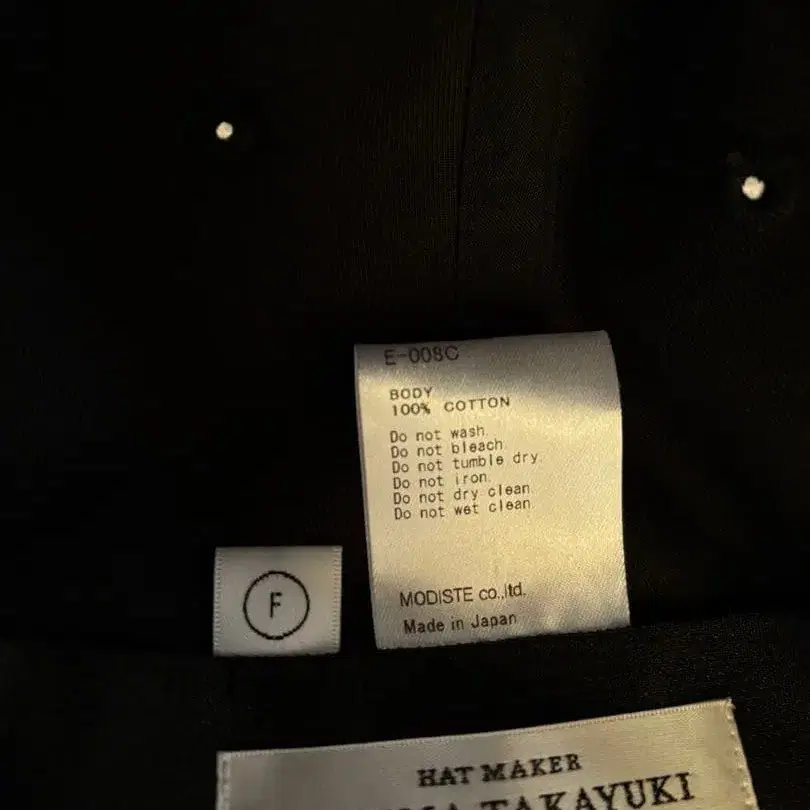 E-008C
BODY
100% COTTON
Do not wash.
Do not bleach.
Do not tumble dry.
Do not iron.
Do not dry clean.
Do not wet clean.
MODISTE co.,ltd.
Made in Japan
F
HAT MAKER
TAKAYUKI